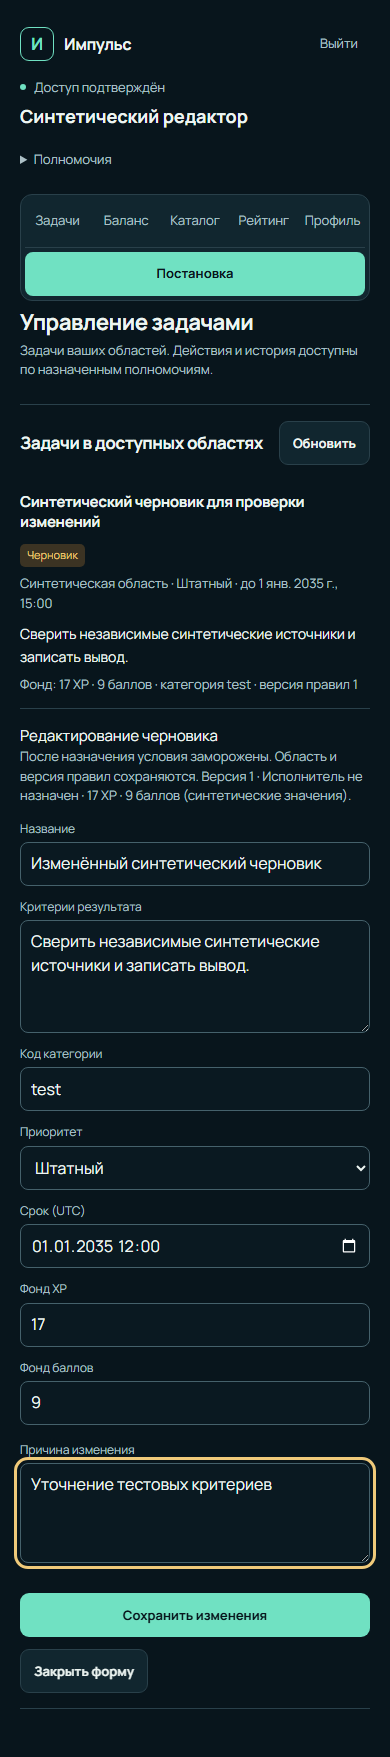 И Импульс Выйти
Доступ подтверждён
Синтетический редактор
Полномочия
Задачи Баланс Каталог Рейтинг Профиль
Постановка
Управление задачами
Задачи ваших областей. Действия и история доступны
по назначенным полномочиям.
Задачи в доступных областях Обновить
Синтетический черновик для проверки
изменений
Черновик
Синтетическая область · Штатный · до 1 янв. 2035 г.,
15:00
Сверить независимые синтетические источники и
записать вывод.
Фонд: 17 XP · 9 баллов · категория test · версия правил 1
Редактирование черновика
После назначения условия заморожены. Область и
версия правил сохраняются. Версия 1 · Исполнитель не
назначен · 17 XP · 9 баллов (синтетические значения).
Название
Изменённый синтетический черновик
Критерии результата
Сверить независимые синтетические
источники и записать вывод.
Код категории
test
Приоритет
Штатный
Срок (UTC)
01.01.2035 12:00
Фонд XP
17
Фонд баллов
9
Причина изменения
Уточнение тестовых критериев
Сохранить изменения
Закрыть форму